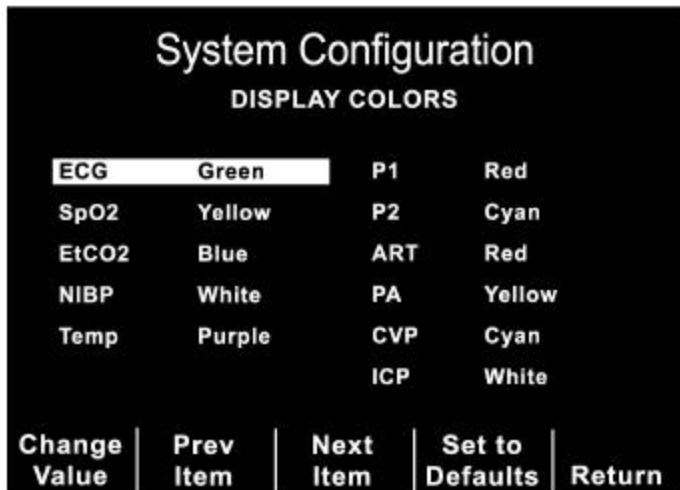 System Configuration
DISPLAY COLORS
ECG Green P1 Red
SpO2 Yellow P2 Cyan
EtCO2 Blue ART Red
NIBP White PA Yellow
Temp Purple CVP Cyan
ICP White
Change Value
Prev Item
Next Item
Set to Defaults
Return